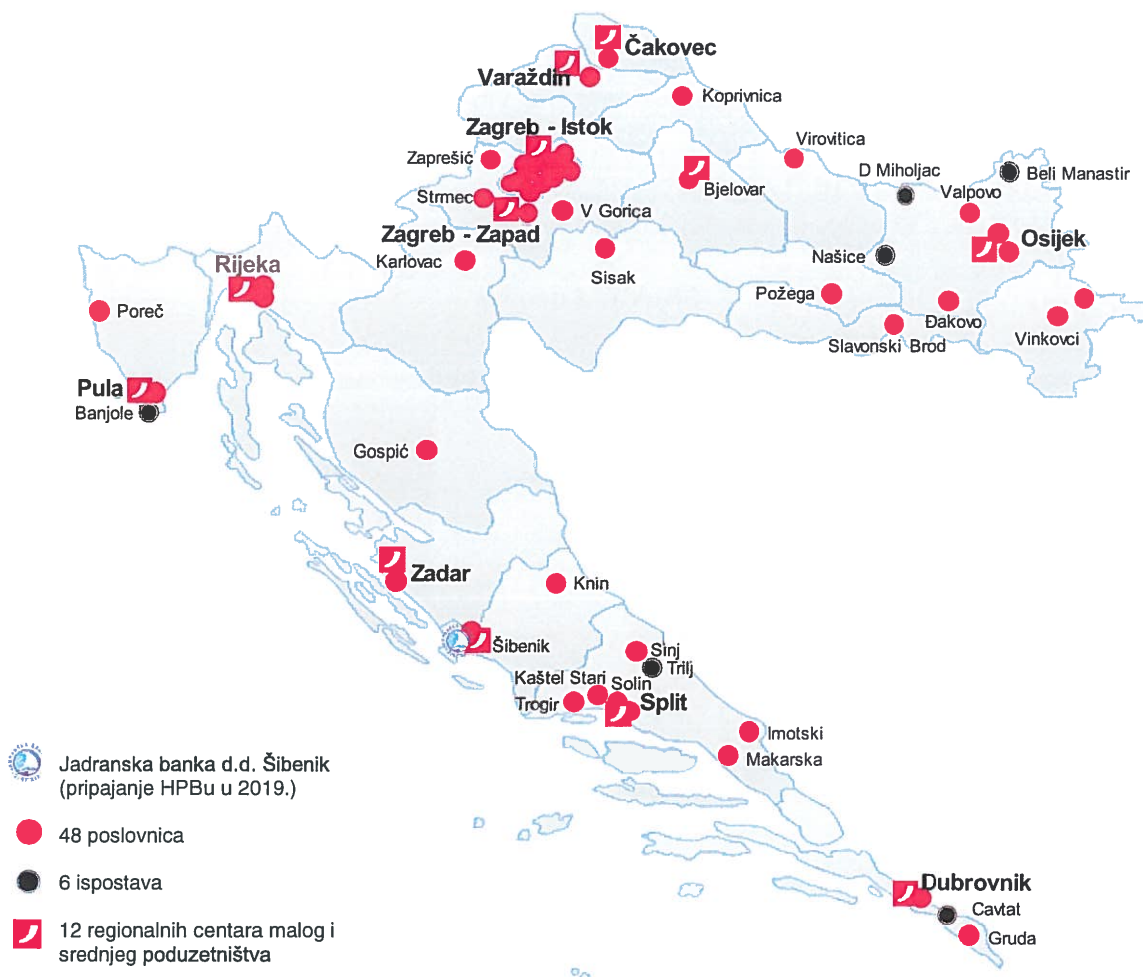 Čakovec
Varaždin
Koprivnica
Zagreb - Istok
Virovitica
Zaprešić
D Miholjac
Beli Manastir
Bjelovar
Valpovo
Strmec
V Gorica
Zagreb - Zapad
Osijek
Karlovac
Sisak
Našice
Rijeka
Požega
Poreč
Đakovo
Vinkovci
Slavonski Brod
Pula
Banjole
Gospić
Zadar
Knin
Šibenik
Sinj
Trilj
Kaštel Stari
Solin
Trogir
Split
Imotski
Makarska
Jadranska banka d.d. Šibenik
(pripajanje HPBu u 2019.)
48 poslovnica
6 ispostava
12 regionalnih centara malog i
srednjeg poduzetništva
Dubrovnik
Cavtat
Gruda